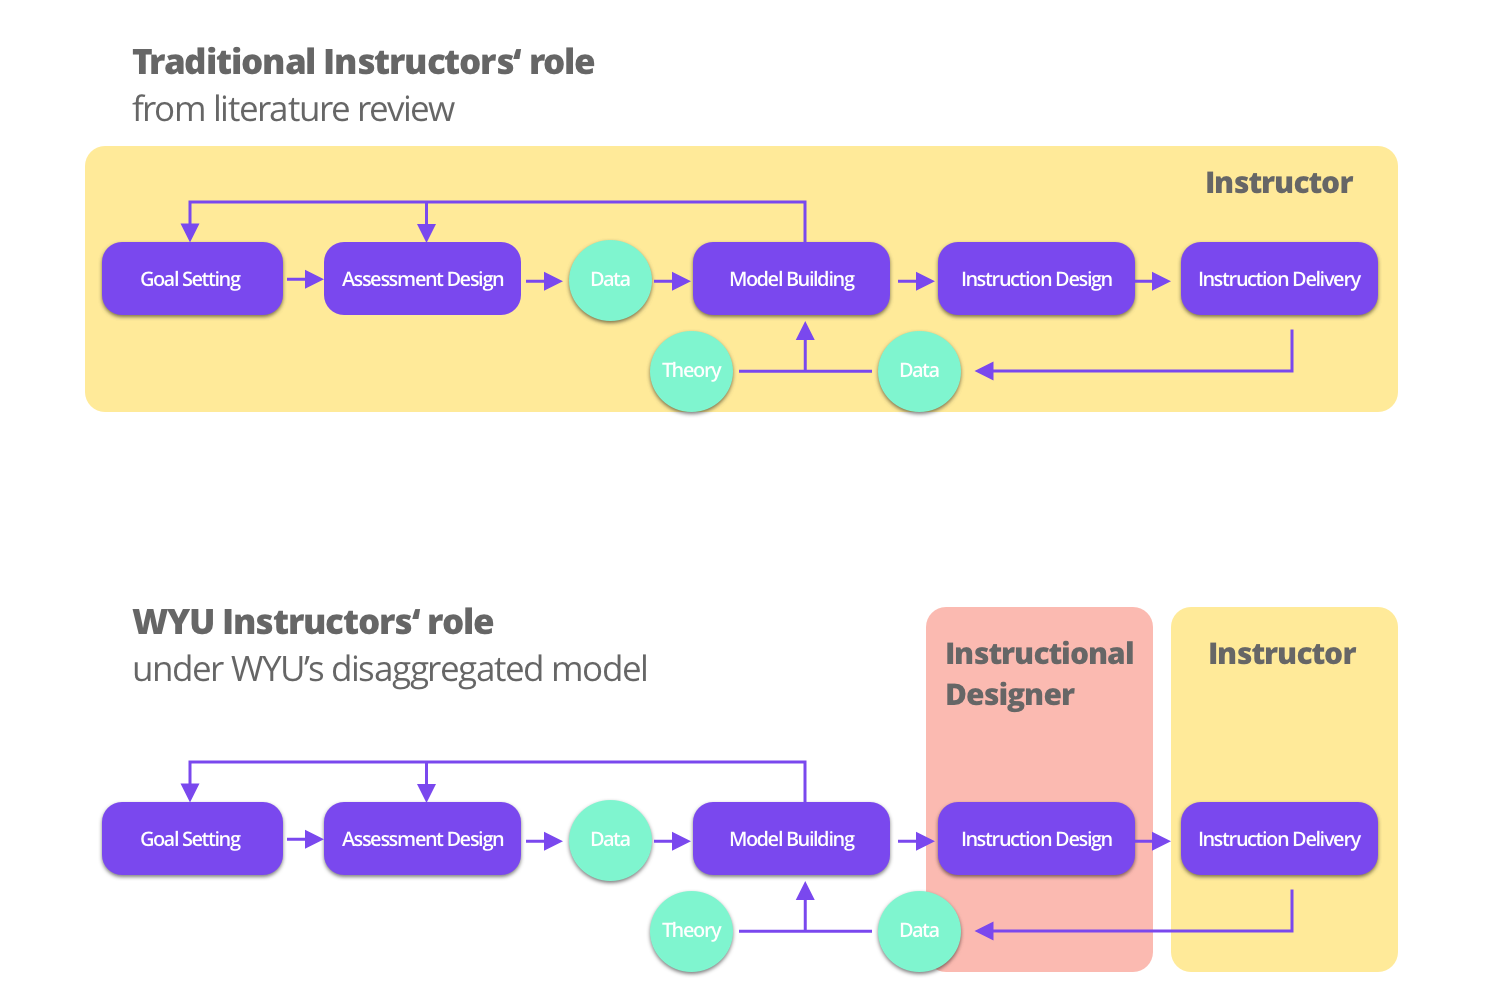 Traditional Instructors‘ role
from literature review
Instructor
Goal Setting
Assessment Design
Data
Model Building
Instruction Design
Instruction Delivery
Theory
Data
WYU Instructors‘ role
under WYU’s disaggregated model
Instructional
Designer
Instructor
Goal Setting
Assessment Design
Data
Model Building
Instruction Design
Instruction Delivery
Theory
Data